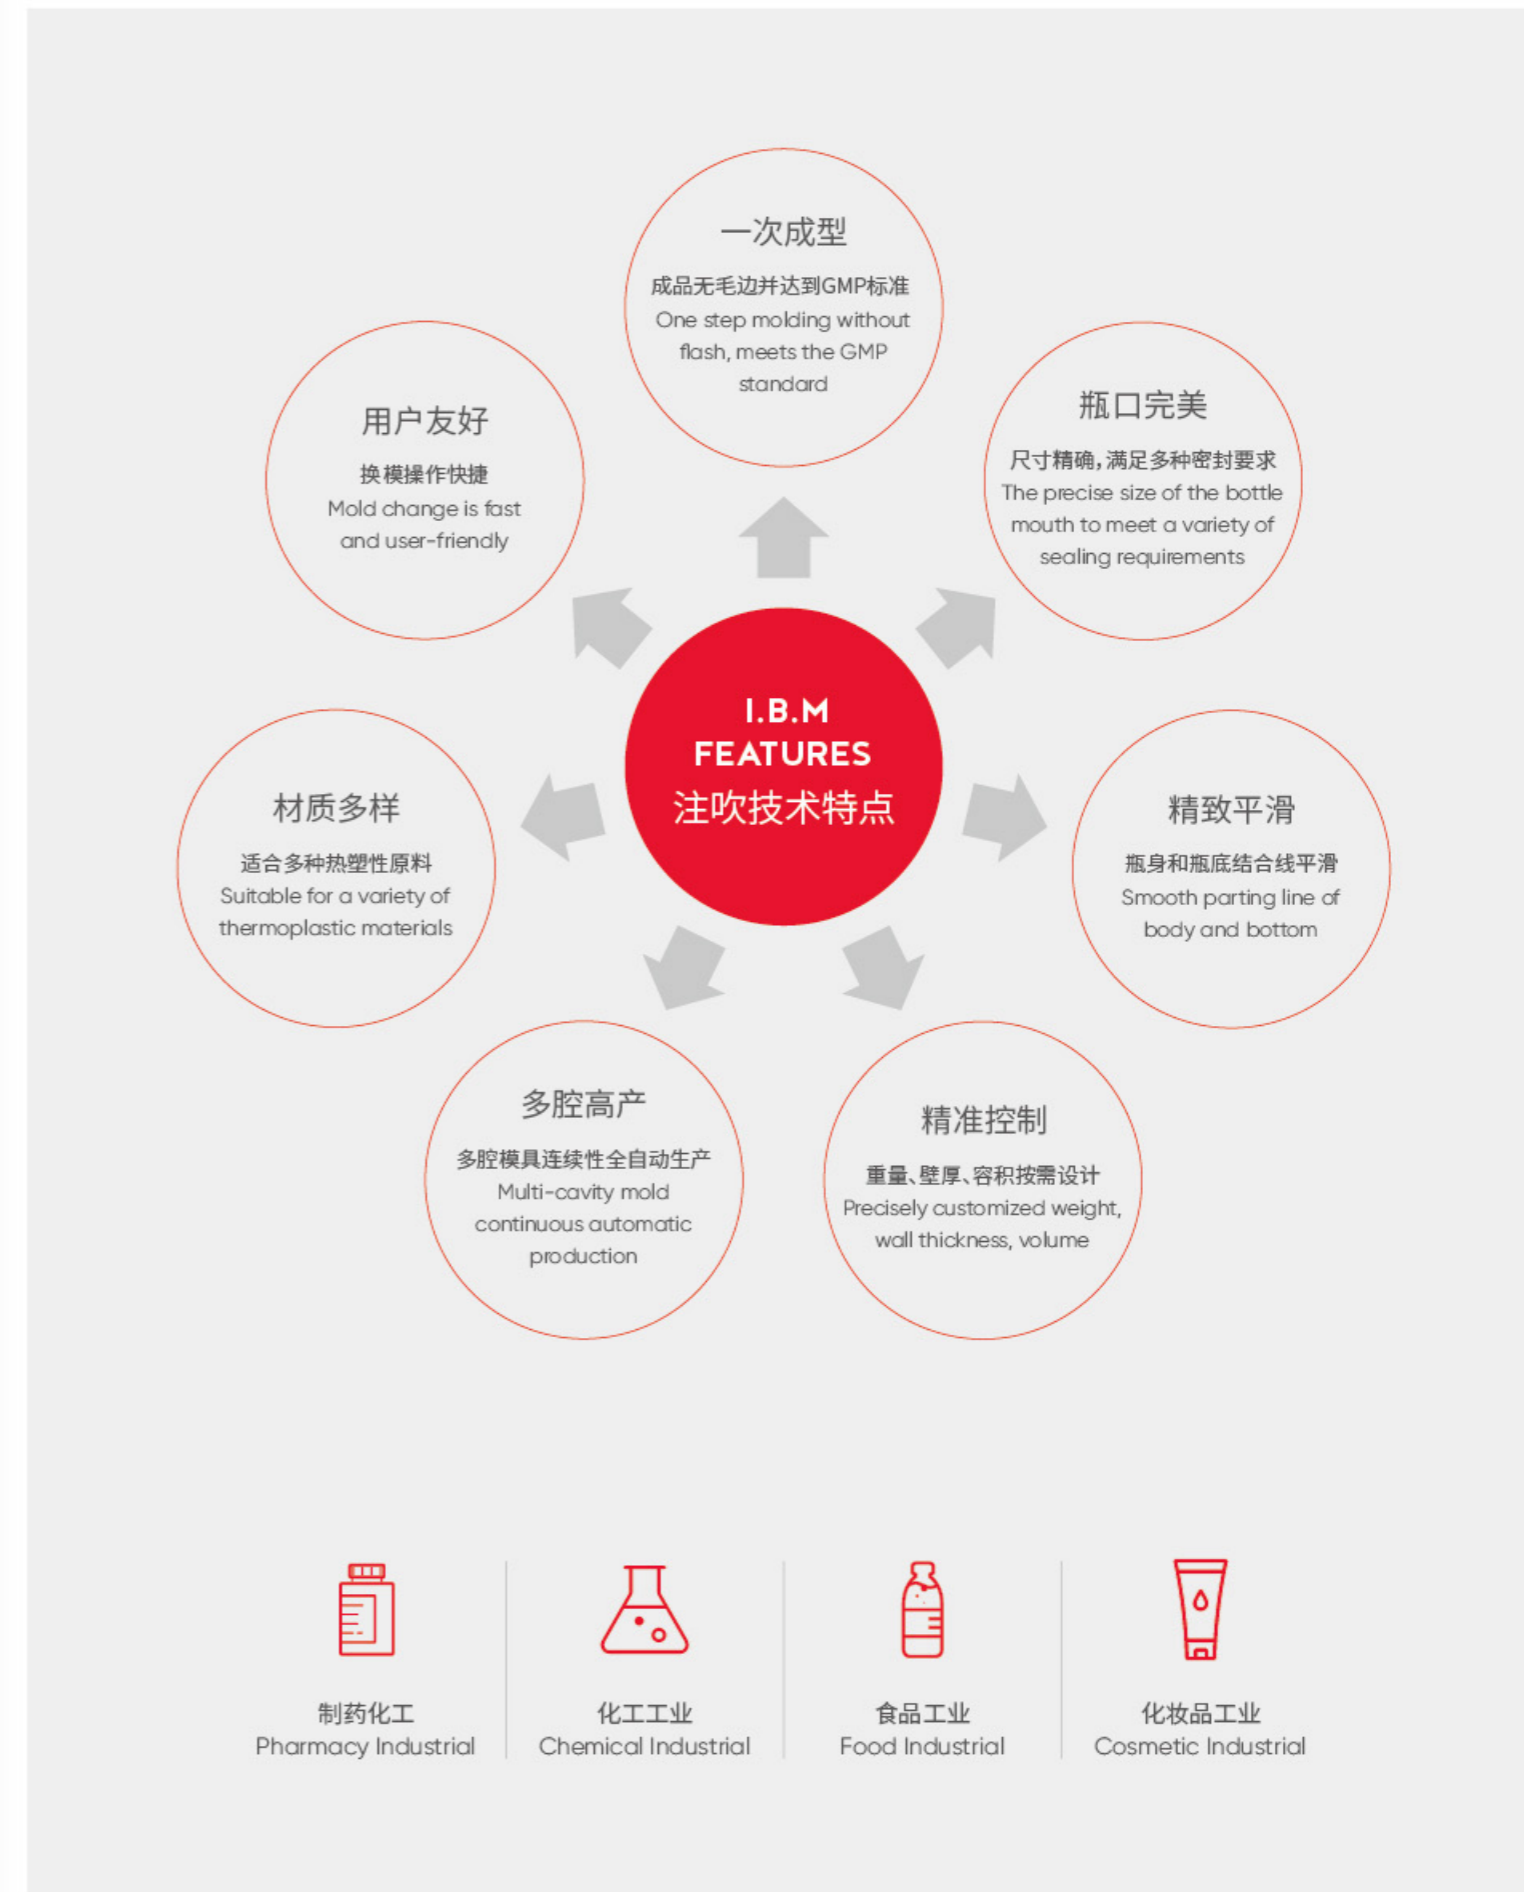 一次成型
成品无毛边并达到GMP标准
One step molding without
flash, meets the GMP
standard
瓶口完美
尺寸精确，满足多种密封要求
The precise size of the bottle
mouth to meet a variety of
sealing requirements
用户友好
换模操作快捷
Mold change is fast
and user-friendly
I.B.M
FEATURES
注吹技术特点
材质多样
适合多种热塑性原料
Suitable for a variety of
thermoplastic materials
精致平滑
瓶身和瓶底结合线平滑
Smooth parting line of
body and bottom
多腔高产
多腔模具连续性全自动生产
Multi-cavity mold
continuous automatic
production
精准控制
重量、壁厚、容积按需设计
Precisely customized weight,
wall thickness, volume
制药化工
Pharmacy Industrial
化工工业
Chemical Industrial
食品工业
Food Industrial
化妆品工业
Cosmetic Industrial